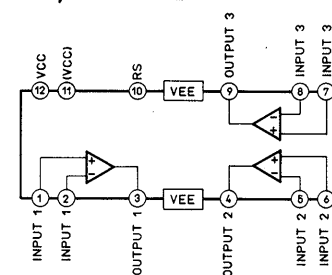 VCC
(VCC)
RS
OUTPUT 3
INPUT 3
INPUT 3
12
11
10
VEE
9
8
7
+
−
−
+
+
−
1
2
3
VEE
4
5
6
INPUT 1
INPUT 1
OUTPUT 1
OUTPUT 2
INPUT 2
INPUT 2